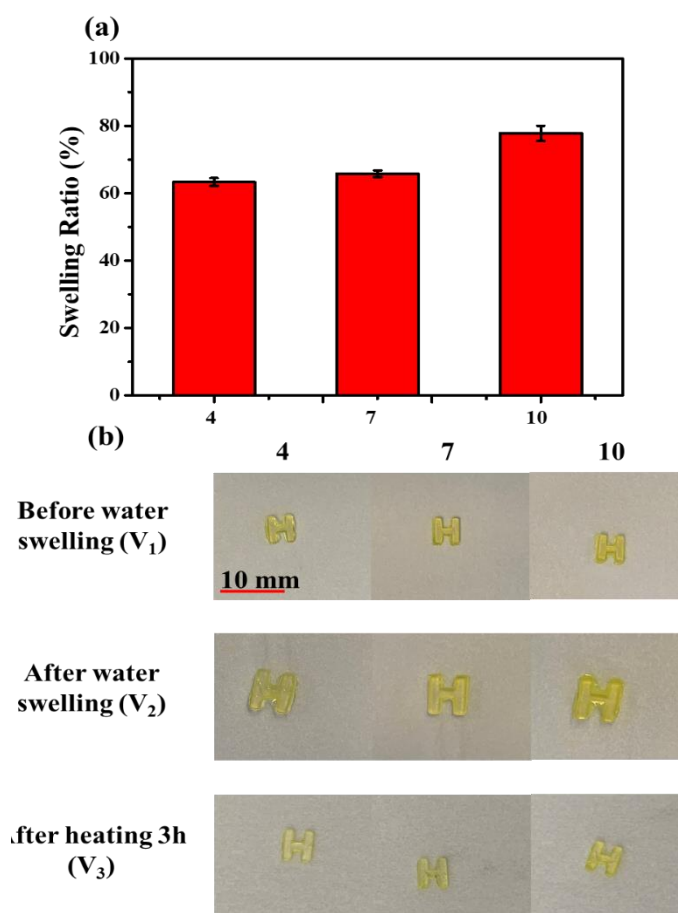 (a)
100
80
60
40
20
0
Swelling Ratio (%)
4 7 10
(b)
4 7 10
Before water
swelling (V₁)
10 mm
After water
swelling (V₂)
After heating 3h
(V₃)